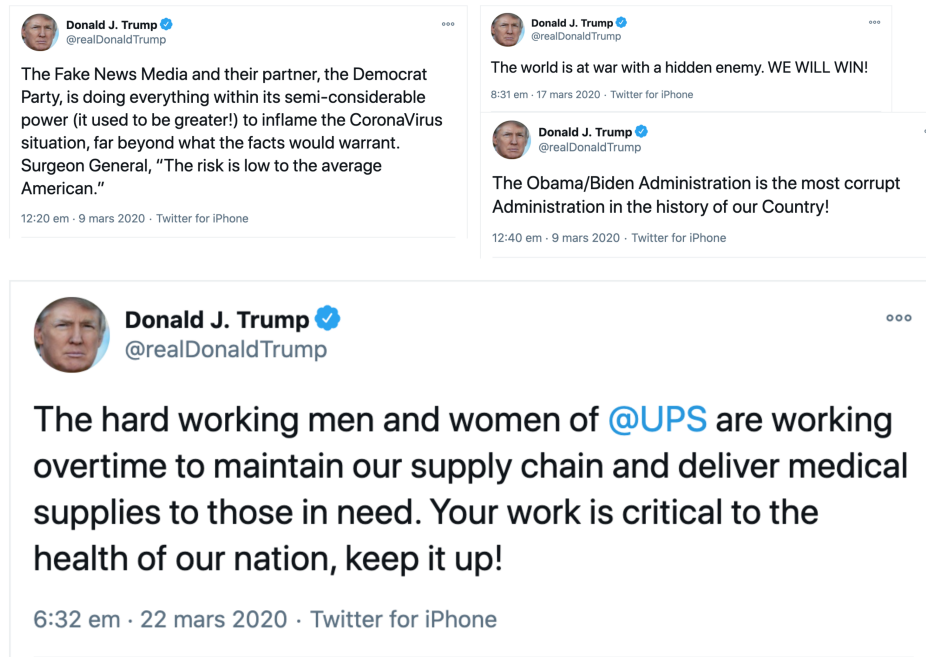 Donald J. Trump
@realDonaldTrump
The Fake News Media and their partner, the Democrat
Party, is doing everything within its semi-considerable
power (it used to be greater!) to inflame the CoronaVirus
situation, far beyond what the facts would warrant.
Surgeon General, “The risk is low to the average
American.”
12:20 em · 9 mars 2020 · Twitter for iPhone
Donald J. Trump
@realDonaldTrump
The world is at war with a hidden enemy. WE WILL WIN!
8:31 em · 17 mars 2020 · Twitter for iPhone
Donald J. Trump
@realDonaldTrump
The Obama/Biden Administration is the most corrupt
Administration in the history of our Country!
12:40 em · 9 mars 2020 · Twitter for iPhone
Donald J. Trump
@realDonaldTrump
The hard working men and women of @UPS are working
overtime to maintain our supply chain and deliver medical
supplies to those in need. Your work is critical to the
health of our nation, keep it up!
6:32 em · 22 mars 2020 · Twitter for iPhone